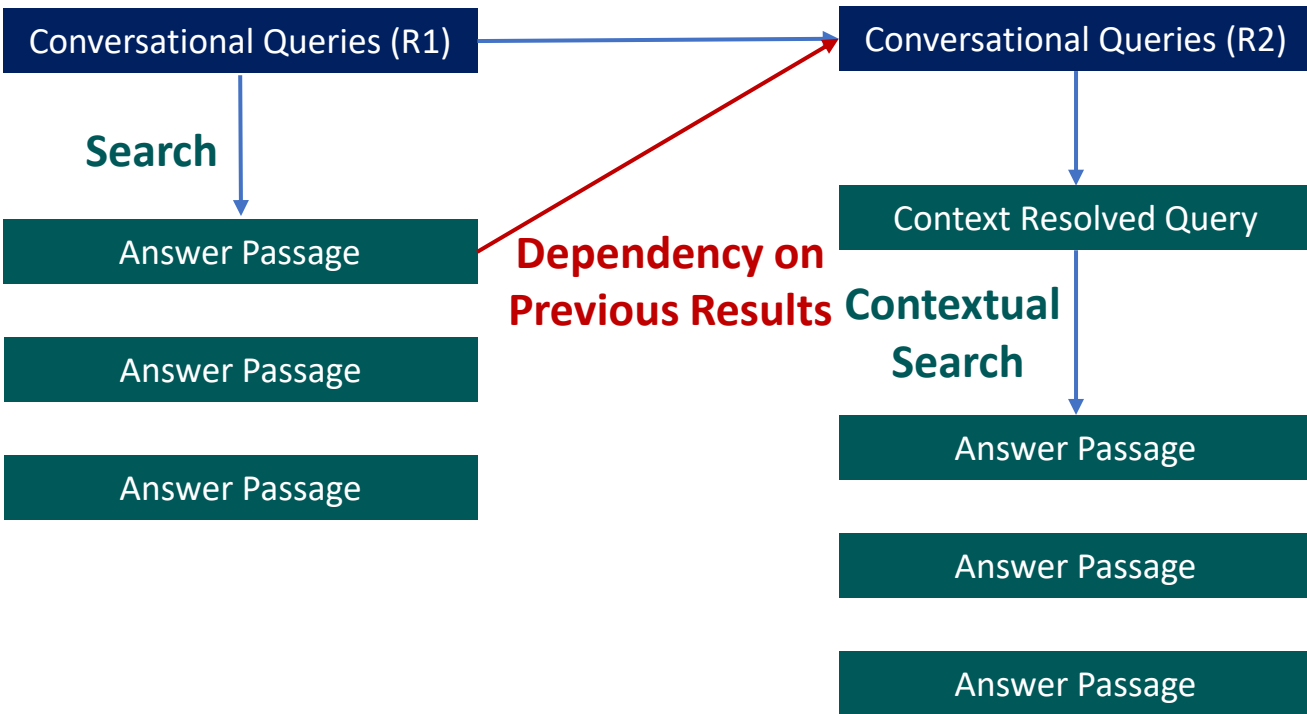 Conversational Queries (R1)
Search
Answer Passage
Answer Passage
Answer Passage
Dependency on
Previous Results
Conversational Queries (R2)
Context Resolved Query
Contextual
Search
Answer Passage
Answer Passage
Answer Passage